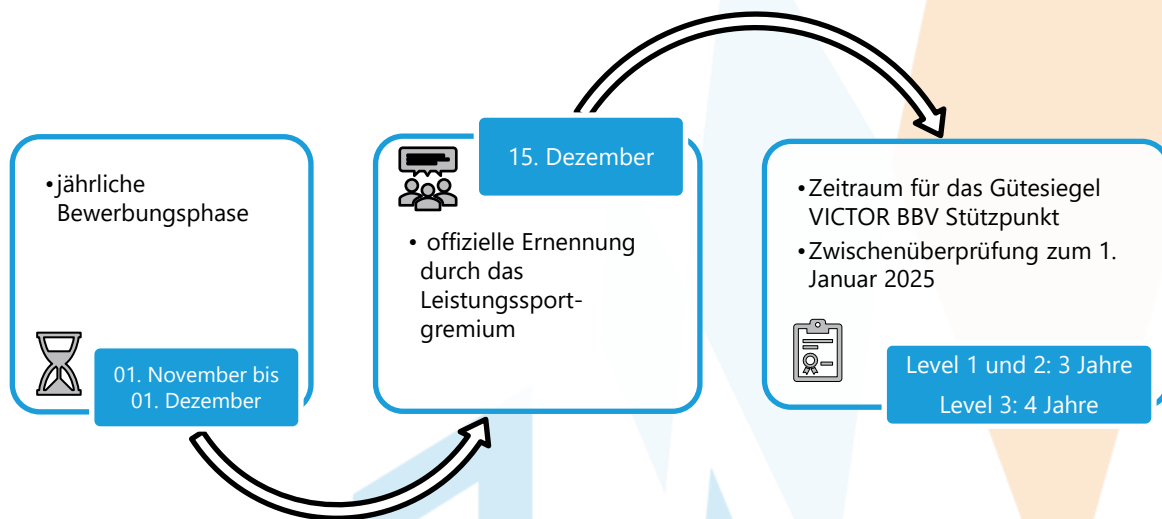 •jährliche
Bewerbungsphase
01. November bis
01. Dezember
15. Dezember
• offizielle Ernennung
durch das
Leistungssport-
gremium
•Zeitraum für das Gütesiegel
VICTOR BBV Stützpunkt
•Zwischenüberprüfung zum 1.
Januar 2025
Level 1 und 2: 3 Jahre
Level 3: 4 Jahre